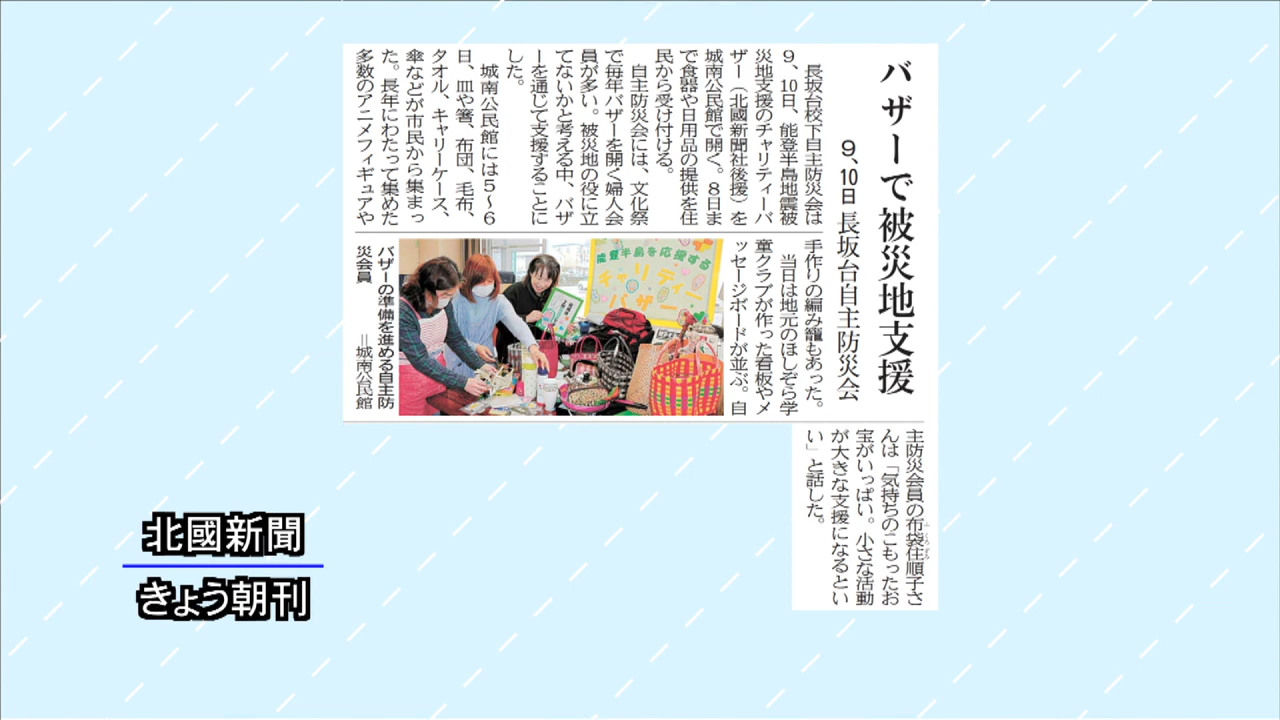 バザーで被災地支援
9、10日 長坂台自主防災会
長坂台校下自主防災会は
9、10日、能登半島地震被
災地支援のチャリティーバ
ザー（北國新聞社後援）を
城南公民館で開く。8日ま
で食器や日用品の提供を住
民から受け付ける。
自主防災会には、文化祭
で毎年バザーを開く婦人会
員が多い。被災地の役に立
てないかと考える中、バザ
ーを通じて支援することに
した。
城南公民館には5～6
日、皿や箸、布団、毛布、
タオル、キャリーケース、
傘などが市民から集まっ
た。長年にわたって集めた
多数のアニメフィギュアや
手作りの編み籠もあった。
当日は地元のほしぞら学
童クラブが作った看板やメ
ッセージボードが並ぶ。自
主防災会員の布袋住順子さ
んは「気持ちのこもったお
宝がいっぱい。小さな活動
が大きな支援になるとい
い」と話した。
能登半島を応援する
チャリティー
バザー
バザーの準備を進める自主防
災会員 ＝城南公民館
北國新聞
きょう朝刊